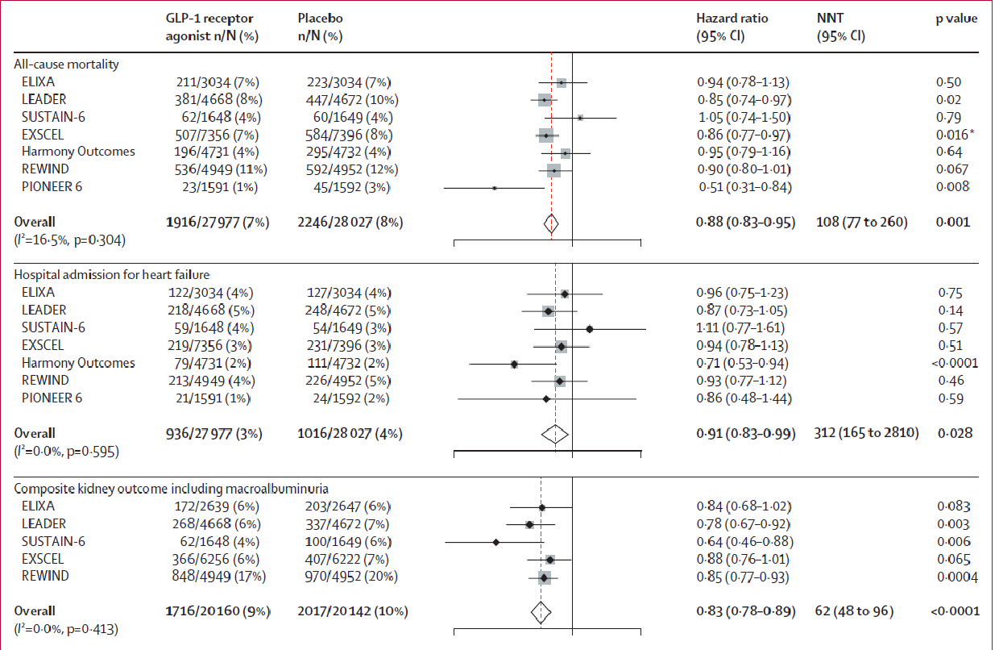 GLP-1 receptor agonist n/N (%) Placebo n/N (%) Hazard ratio (95% CI) NNT (95% CI) p value
All-cause mortality
ELIXA 211/3034 (7%) 223/3034 (7%) 0·94 (0·78–1·13) 0·50
LEADER 381/4668 (8%) 447/4672 (10%) 0·85 (0·74–0·97) 0·02
SUSTAIN-6 62/1648 (4%) 60/1649 (4%) 1·05 (0·74–1·50) 0·79
EXSCEL 507/7356 (7%) 584/7396 (8%) 0·86 (0·77–0·97) 0·016*
Harmony Outcomes 196/4731 (4%) 295/4732 (4%) 0·95 (0·79–1·16) 0·64
REWIND 536/4949 (11%) 592/4952 (12%) 0·90 (0·80–1·01) 0·067
PIONEER 6 23/1591 (1%) 45/1592 (3%) 0·51 (0·31–0·84) 0·008
Overall 1916/27 977 (7%) 2246/28 027 (8%) 0·88 (0·83–0·95) 108 (77 to 260) 0·001
(I²=16·5%, p=0·304)
Hospital admission for heart failure
ELIXA 122/3034 (4%) 127/3034 (4%) 0·96 (0·75–1·23) 0·75
LEADER 218/4668 (5%) 248/4672 (5%) 0·87 (0·73–1·05) 0·14
SUSTAIN-6 59/1648 (4%) 54/1649 (3%) 1·11 (0·77–1·61) 0·57
EXSCEL 219/7356 (3%) 231/7396 (3%) 0·94 (0·78–1·13) 0·51
Harmony Outcomes 79/4731 (2%) 111/4732 (2%) 0·71 (0·53–0·94) <0·0001
REWIND 213/4949 (4%) 226/4952 (5%) 0·93 (0·77–1·12) 0·46
PIONEER 6 21/1591 (1%) 24/1592 (2%) 0·86 (0·48–1·44) 0·59
Overall 936/27 977 (3%) 1016/28 027 (4%) 0·91 (0·83–0·99) 312 (165 to 2810) 0·028
(I²=0·0%, p=0·595)
Composite kidney outcome including macroalbuminuria
ELIXA 172/2639 (6%) 203/2647 (6%) 0·84 (0·68–1·02) 0·083
LEADER 268/4668 (6%) 337/4672 (7%) 0·78 (0·67–0·92) 0·003
SUSTAIN-6 62/1648 (4%) 100/1649 (6%) 0·64 (0·46–0·88) 0·006
EXSCEL 366/6256 (6%) 407/6222 (7%) 0·88 (0·76–1·01) 0·065
REWIND 848/4949 (17%) 970/4952 (20%) 0·85 (0·77–0·93) 0·0004
Overall 1716/20 160 (9%) 2017/20 142 (10%) 0·83 (0·78–0·89) 62 (48 to 96) <0·0001
(I²=0·0%, p=0·413)